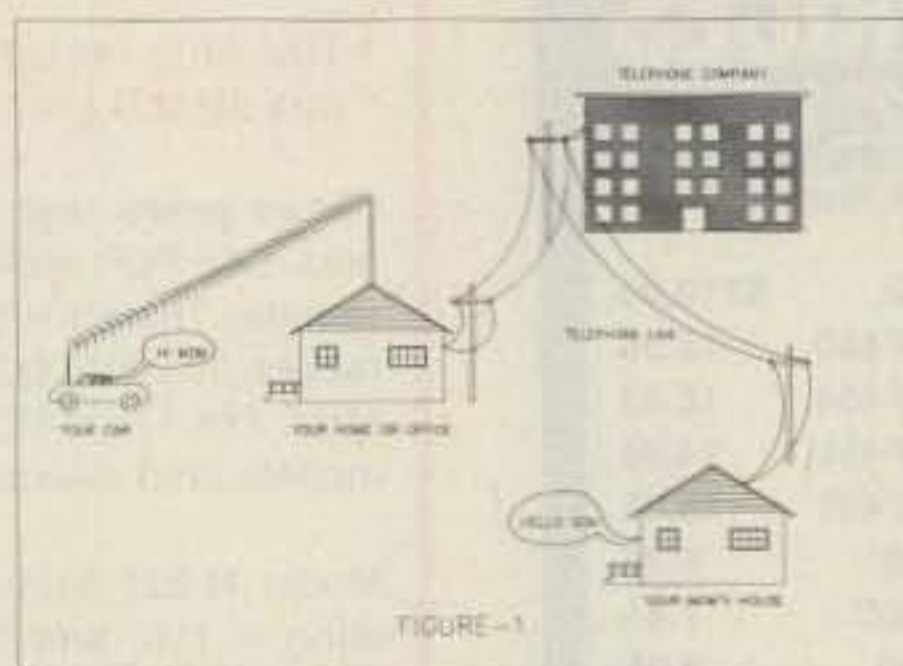 TELEPHONE COMPANY
TELEPHONE LINE
HI MOM
YOUR CAR
YOUR HOME OR OFFICE
HELLO SON
YOUR MOM'S HOUSE
FIGURE-1